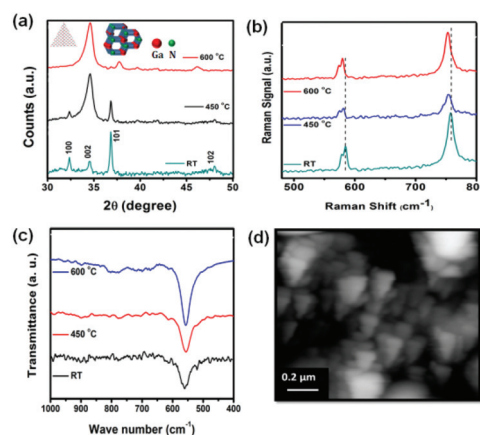 (a)
Ga N
600 °C
450 °C
100
002
101
102
RT
Counts (a.u.)
30 35 40 45 50
2θ (degree)
(b)
600 °C
450 °C
RT
Raman Signal (a.u.)
500 600 700 800
Raman Shift (cm-1)
(c)
600 °C
450 °C
RT
Transmittance (a. u.)
1000 900 800 700 600 500 400
Wave number (cm-1)
(d)
0.2 µm